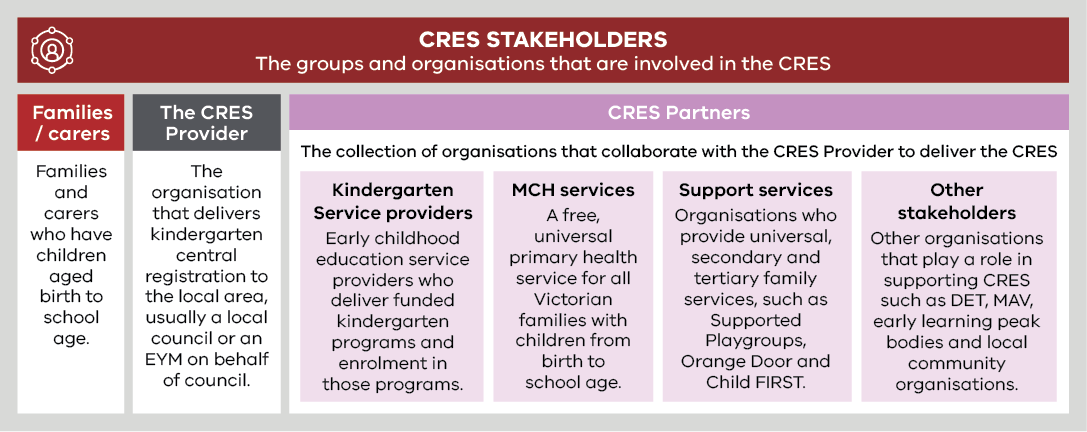 CRES STAKEHOLDERS
The groups and organisations that are involved in the CRES
Families
/ carers
Families
and
carers
who have
children
aged
birth to
school
age.
The CRES
Provider
The
organisation
that delivers
kindergarten
central
registration to
the local area,
usually a local
council or an
EYM on behalf
of council.
CRES Partners
The collection of organisations that collaborate with the CRES Provider to deliver the CRES
Kindergarten
Service providers
Early childhood
education service
providers who
deliver funded
kindergarten
programs and
enrolment in
those programs.
MCH services
A free,
universal
primary health
service for all
Victorian
families with
children from
birth to
school age.
Support services
Organisations who
provide universal,
secondary and
tertiary family
services, such as
Supported
Playgroups,
Orange Door and
Child FIRST.
Other
stakeholders
Other organisations
that play a role in
supporting CRES
such as DET, MAV,
early learning peak
bodies and local
community
organisations.